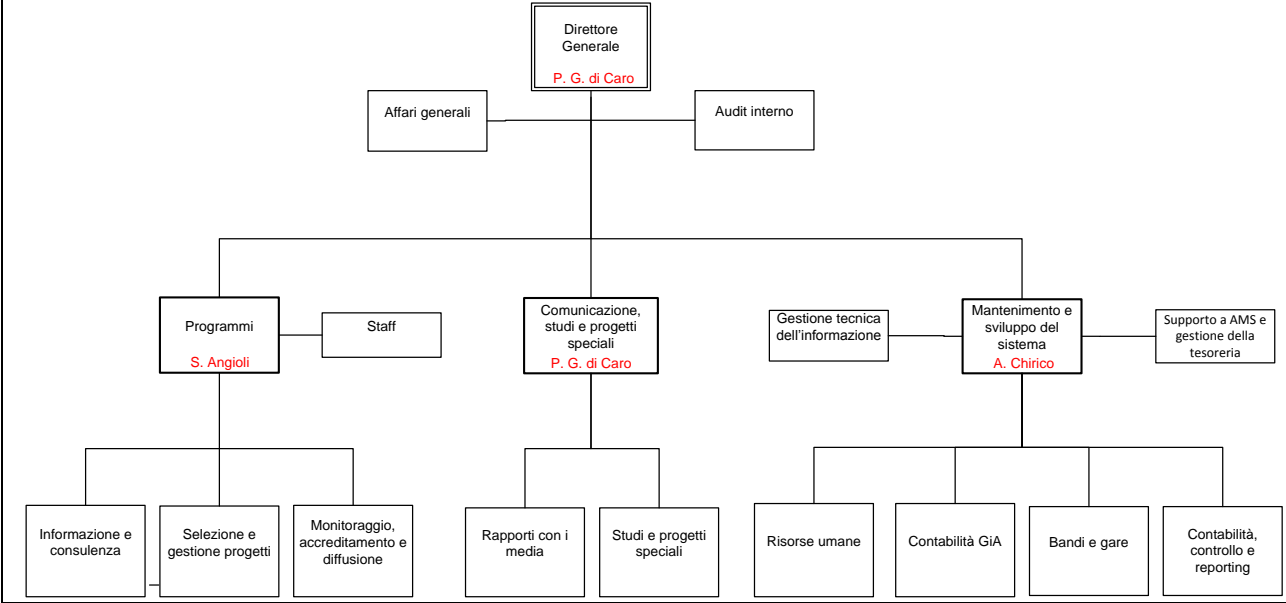 Direttore
Generale
P. G. di Caro
Affari generali
Audit interno
Programmi
S. Angioli
Staff
Comunicazione,
studi e progetti
speciali
P. G. di Caro
Gestione tecnica
dell'informazione
Mantenimento e
sviluppo del
sistema
A. Chirico
Supporto a AMS e
gestione della
tesoreria
Informazione e
consulenza
Selezione e
gestione progetti
Monitoraggio,
accreditamento e
diffusione
Rapporti con i
media
Studi e progetti
speciali
Risorse umane
Contabilità GiA
Bandi e gare
Contabilità,
controllo e
reporting